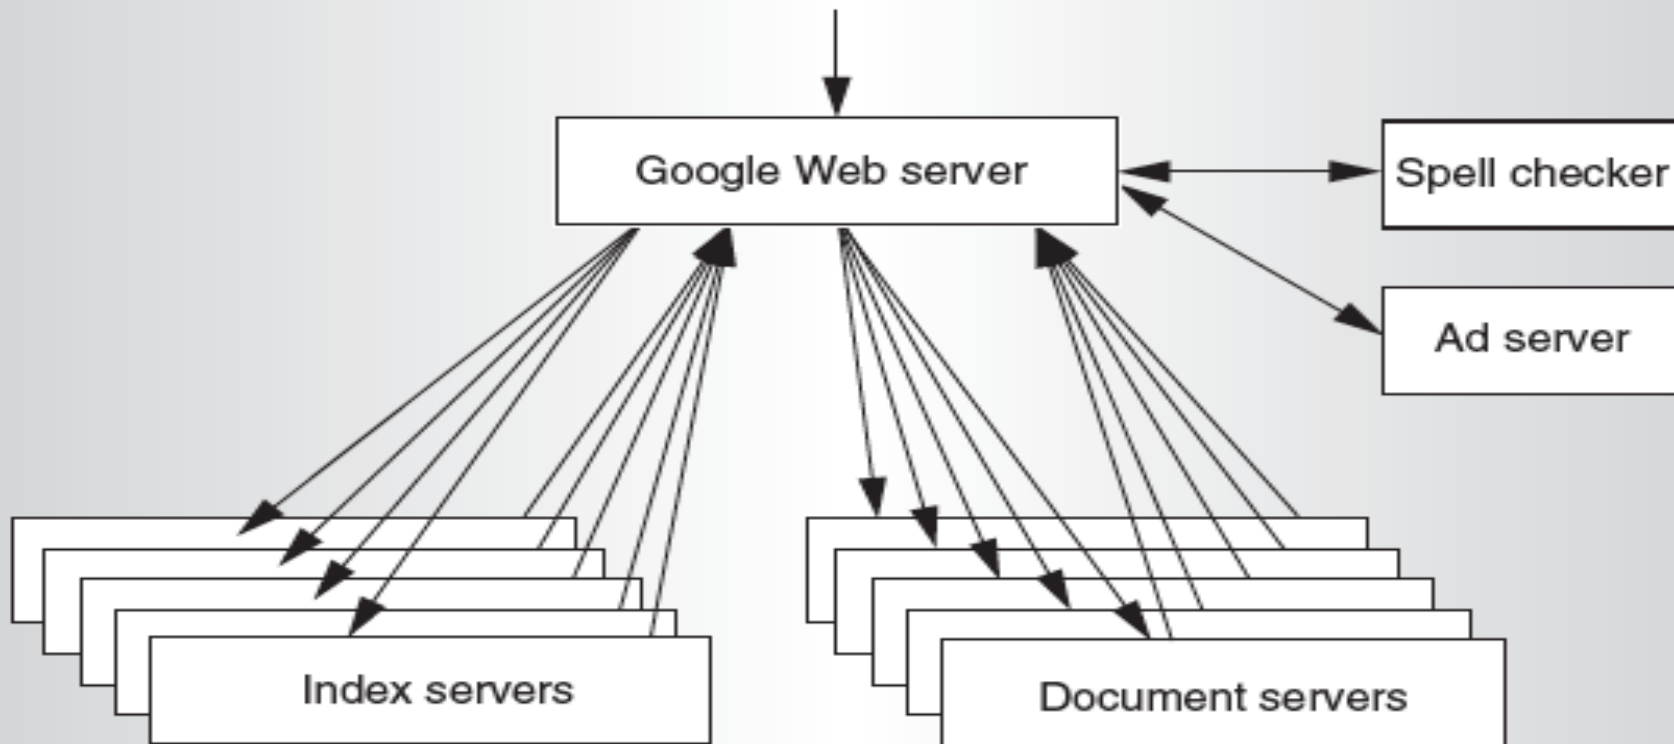 Google Web server
Spell checker
Ad server
Index servers
Document servers